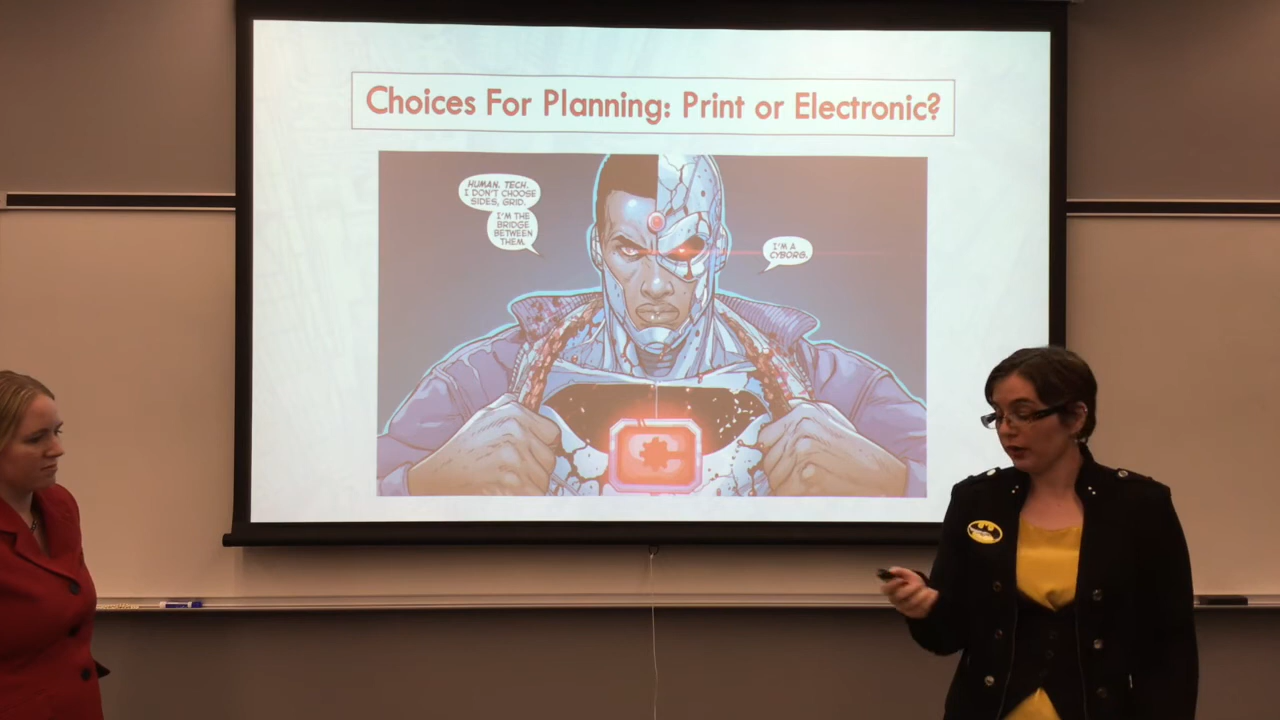 Choices For Planning: Print or Electronic?
HUMAN. TECH.
I DON'T CHOOSE
SIDES, GRID.
I'M THE
BRIDGE
BETWEEN
THEM.
I'M A
CYBORG.